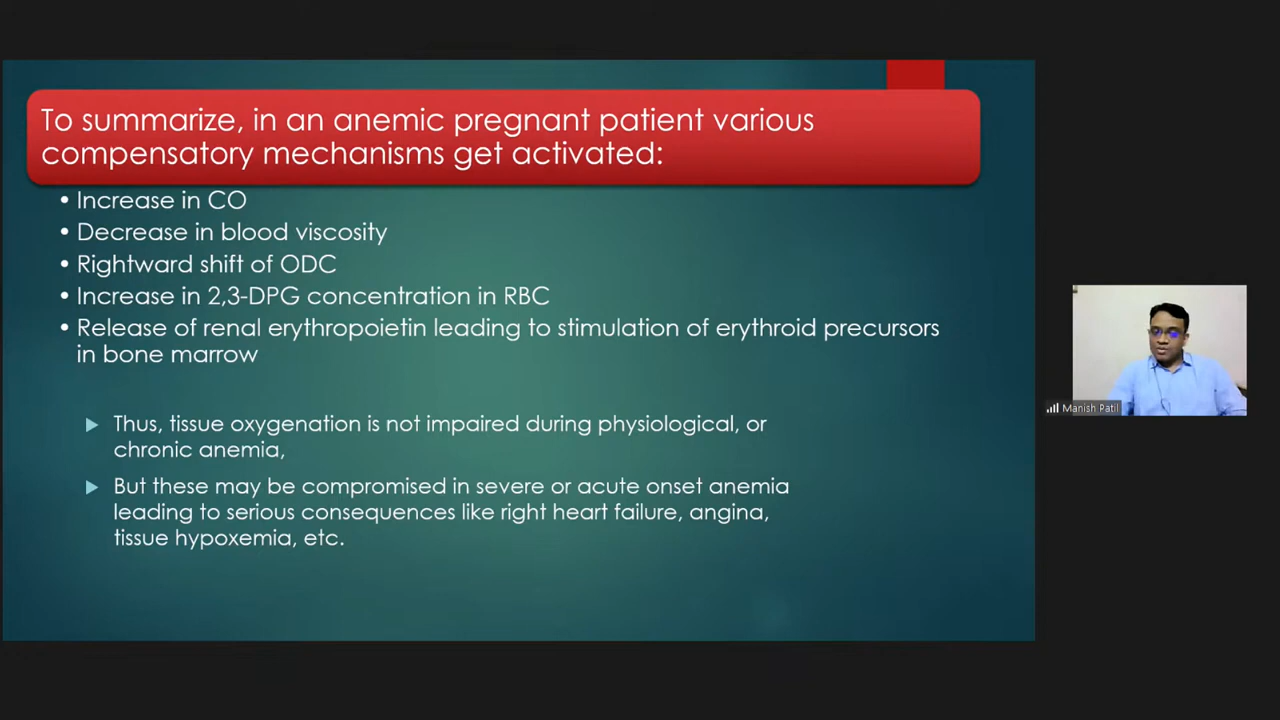 To summarize, in an anemic pregnant patient various
compensatory mechanisms get activated:
• Increase in CO
• Decrease in blood viscosity
• Rightward shift of ODC
• Increase in 2,3-DPG concentration in RBC
• Release of renal erythropoietin leading to stimulation of erythroid precursors
in bone marrow
Thus, tissue oxygenation is not impaired during physiological, or
chronic anemia,
But these may be compromised in severe or acute onset anemia
leading to serious consequences like right heart failure, angina,
tissue hypoxemia, etc.
Manish Patil